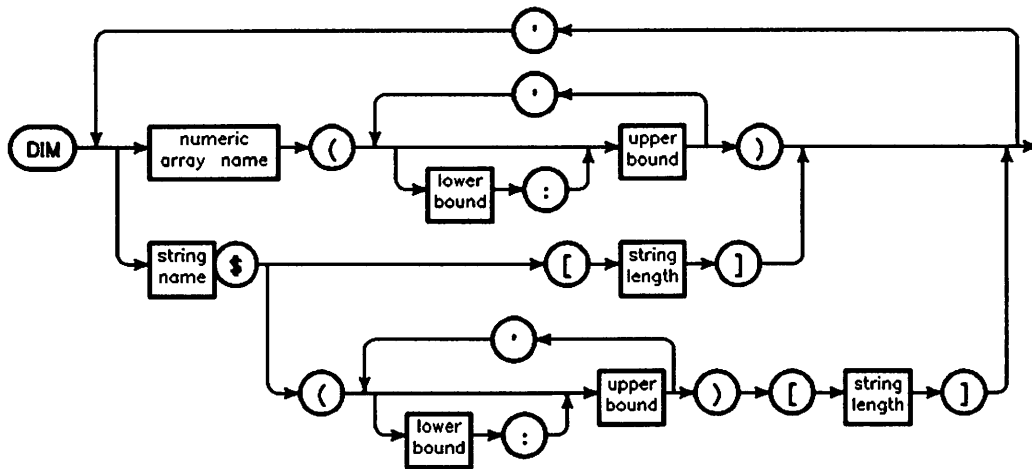 ,
,
DIM
numeric
array name
(
upper
bound
)
lower
bound
:
string
name
$
[
string
length
]
,
(
upper
bound
)
[
string
length
]
lower
bound
: